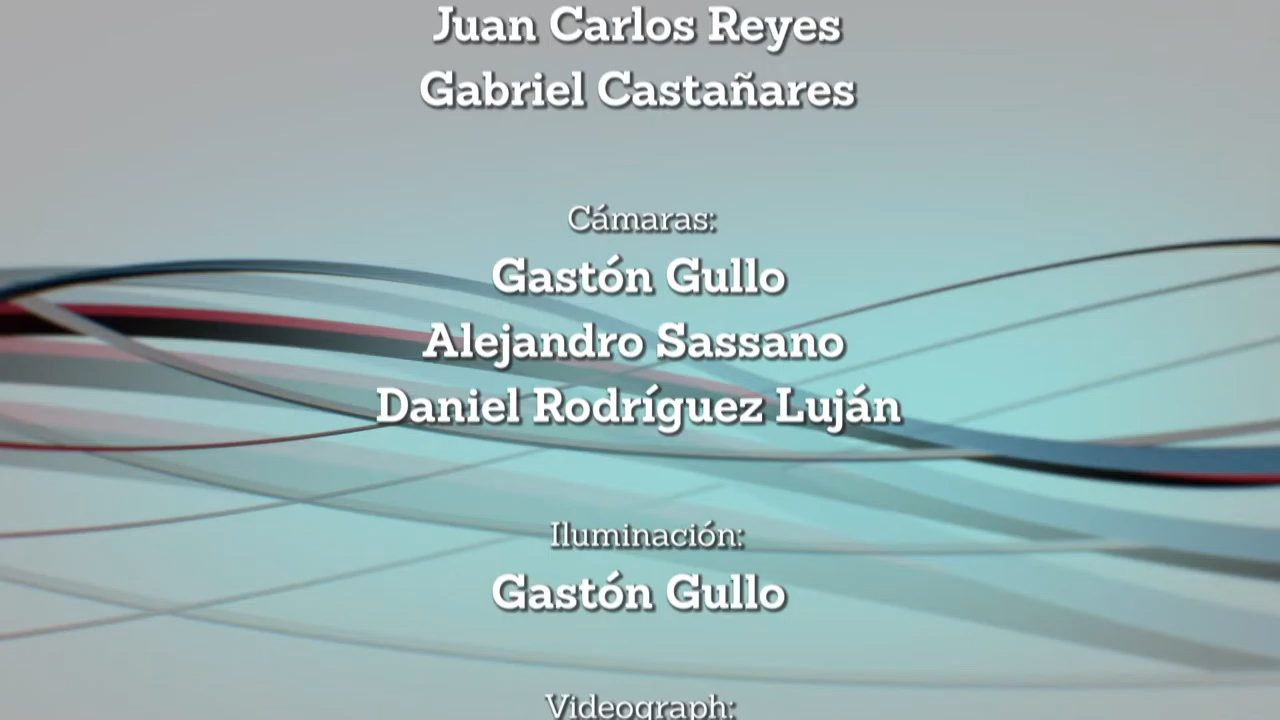 Juan Carlos Reyes
Gabriel Castañares
Cámaras:
Gastón Gullo
Alejandro Sassano
Daniel Rodríguez Luján
Iluminación:
Gastón Gullo
Videograph: